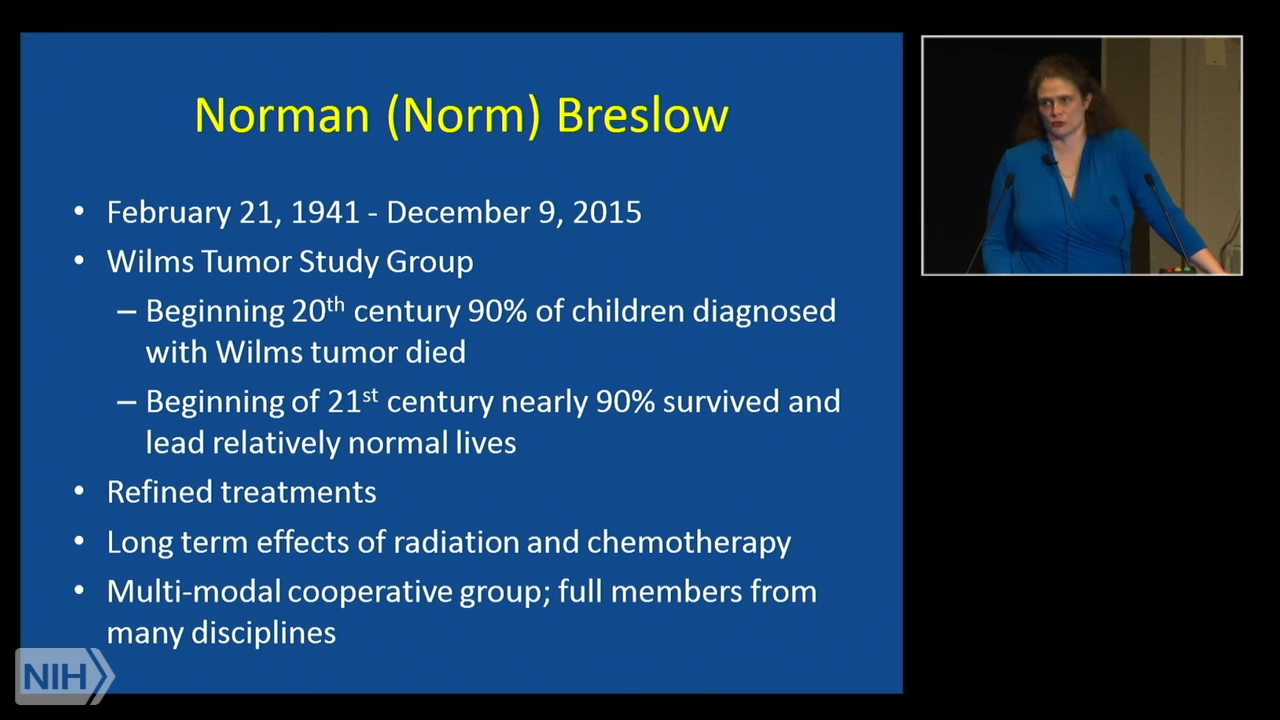 Norman (Norm) Breslow
• February 21, 1941 - December 9, 2015
• Wilms Tumor Study Group
– Beginning 20th century 90% of children diagnosed
with Wilms tumor died
– Beginning of 21st century nearly 90% survived and
lead relatively normal lives
• Refined treatments
• Long term effects of radiation and chemotherapy
• Multi-modal cooperative group; full members from
many disciplines
NIH